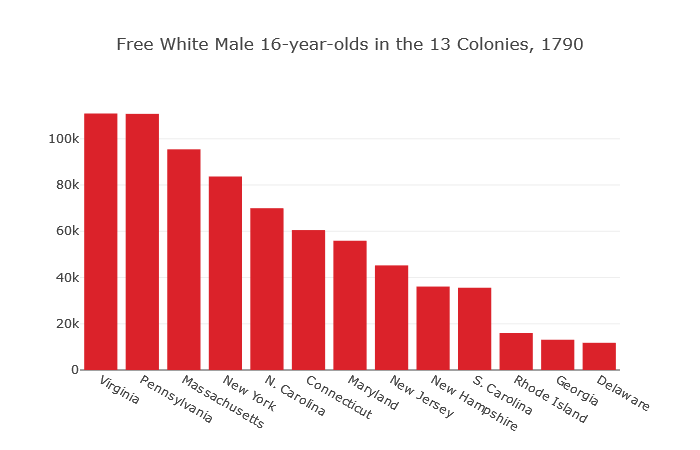 Free White Male 16-year-olds in the 13 Colonies, 1790
100k
80k
60k
40k
20k
0
Virginia
Pennsylvania
Massachusetts
New York
N. Carolina
Connecticut
Maryland
New Jersey
New Hampshire
S. Carolina
Rhode Island
Georgia
Delaware